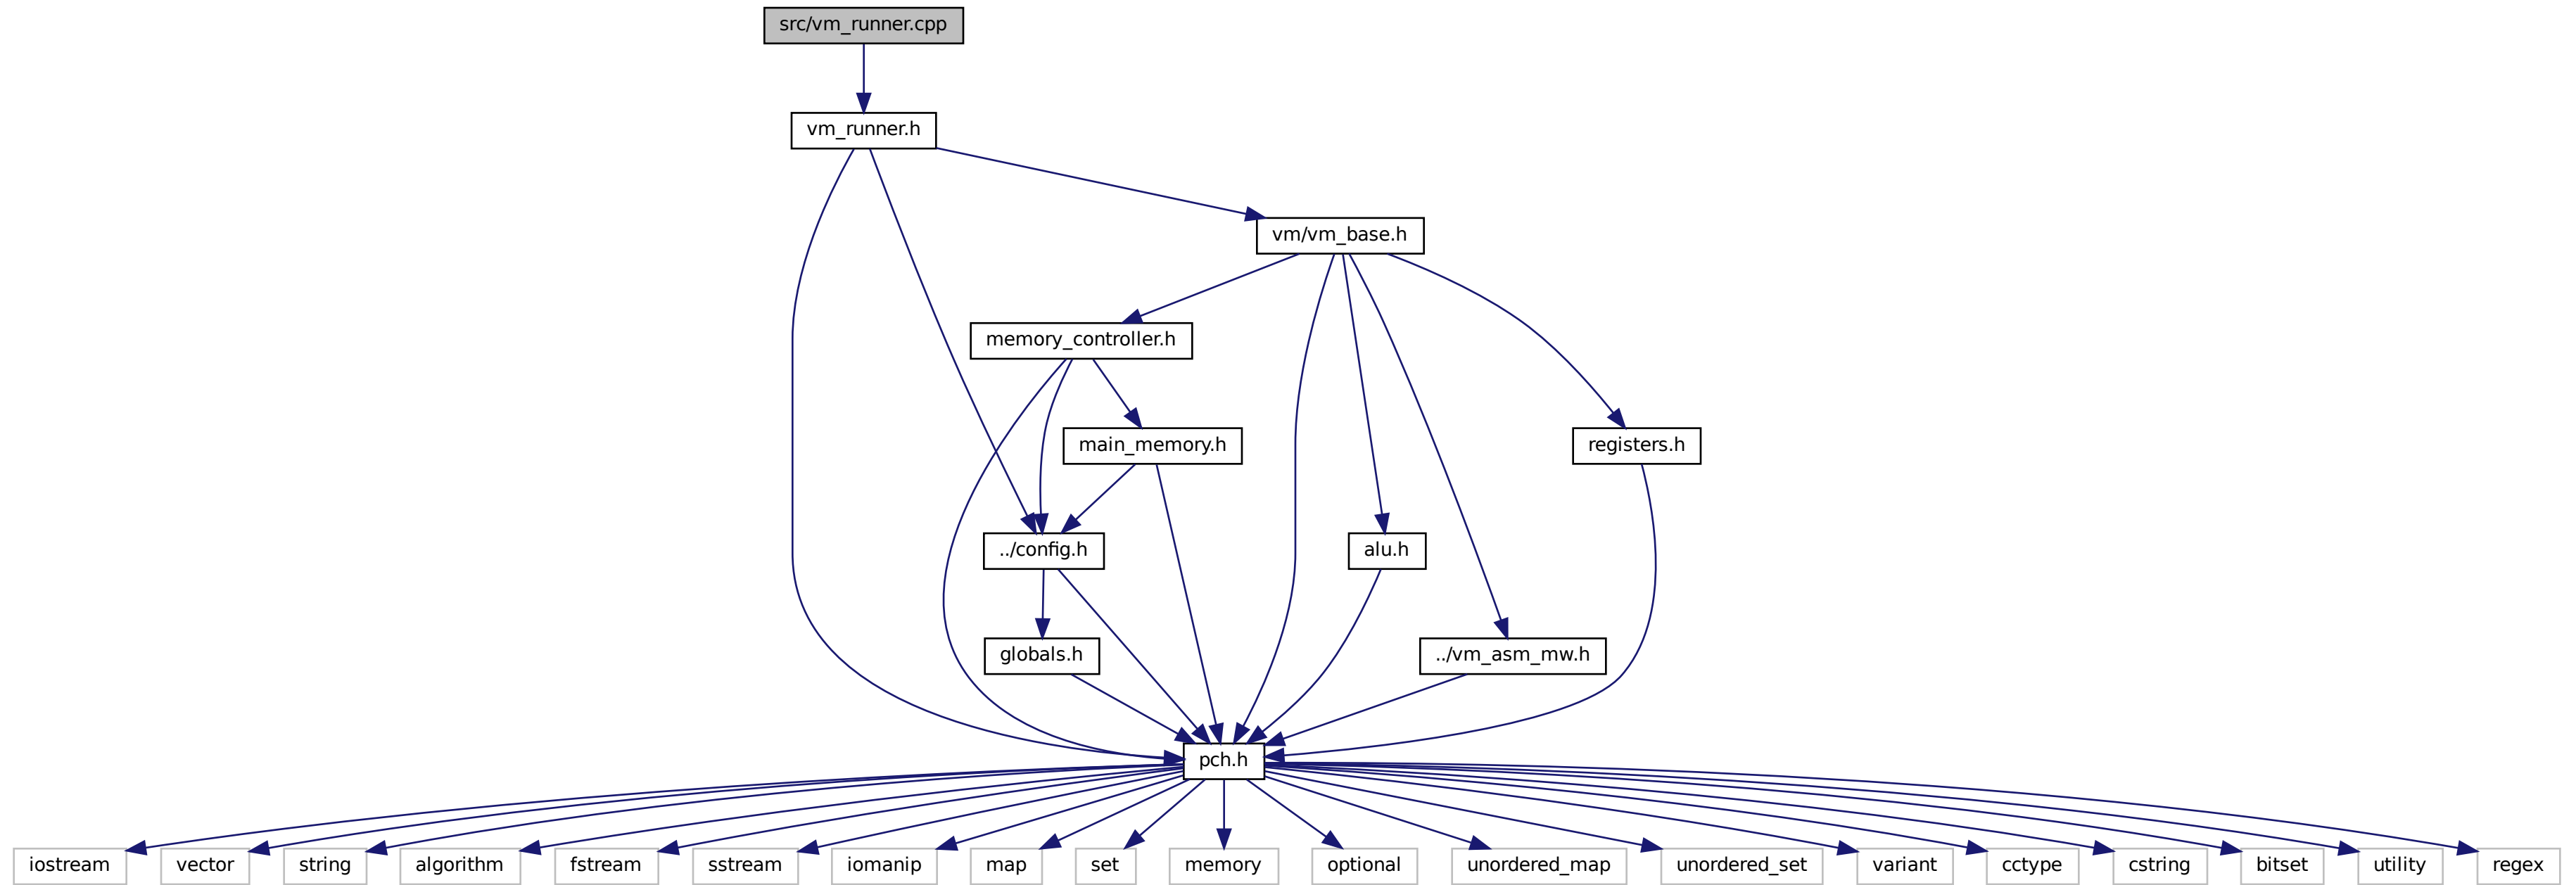 src/vm_runner.cpp
vm_runner.h
vm/vm_base.h
memory_controller.h
main_memory.h
registers.h
../config.h
alu.h
globals.h
../vm_asm_mw.h
pch.h
iostream
vector
string
algorithm
fstream
sstream
iomanip
map
set
memory
optional
unordered_map
unordered_set
variant
cctype
cstring
bitset
utility
regex